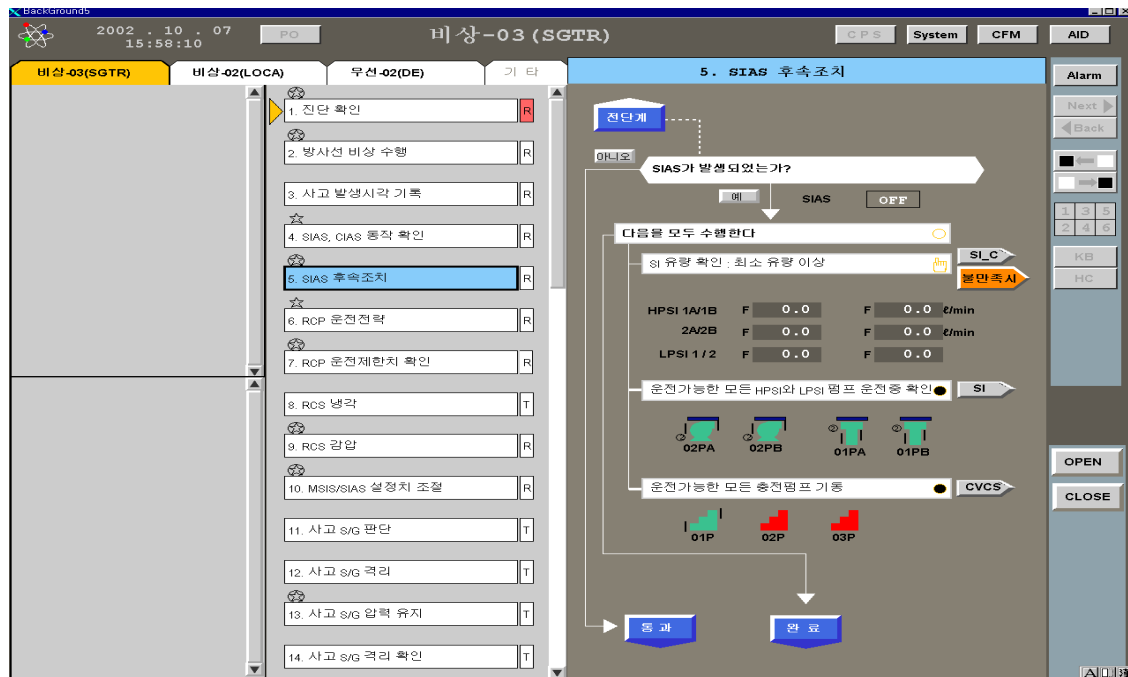 BackGround5
2002 . 10 . 07
15:58:10
PO
비상-03(SGTR)
CPS
System
CFM
AID
비상-03(SGTR)
비상-02(LOCA)
우선-02(DE)
기 타
1. 진단 확인
R
2. 방사선 비상 수행
R
3. 사고 발생시각 기록
R
4. SIAS, CIAS 동작 확인
R
5. SIAS 후속조치
R
6. RCP 운전전략
R
7. RCP 운전제한치 확인
R
8. RCS 냉각
T
9. RCS 감압
R
10. MSIS/SIAS 설정치 조절
R
11. 사고 S/G 판단
T
12. 사고 S/G 격리
T
13. 사고 S/G 압력 유지
T
14. 사고 S/G 격리 확인
T
5. SIAS 후속조치
전단계
아니오
SIAS가 발생되었는가?
예
SIAS
OFF
다음을 모두 수행한다
SI 유량 확인 : 최소 유량 이상
SI_C
불만족시
HPSI 1A/1B F 0.0 F 0.0 ℓ/min
2A/2B F 0.0 F 0.0 ℓ/min
LPSI 1 / 2 F 0.0 F 0.0
운전가능한 모든 HPSI와 LPSI 펌프 운전중 확인
SI
02PA
02PB
01PA
01PB
운전가능한 모든 충전펌프 기동
CVCS
01P
02P
03P
통 과
완 료
Alarm
Next
Back
1 3 5
2 4 6
KB
HC
OPEN
CLOSE